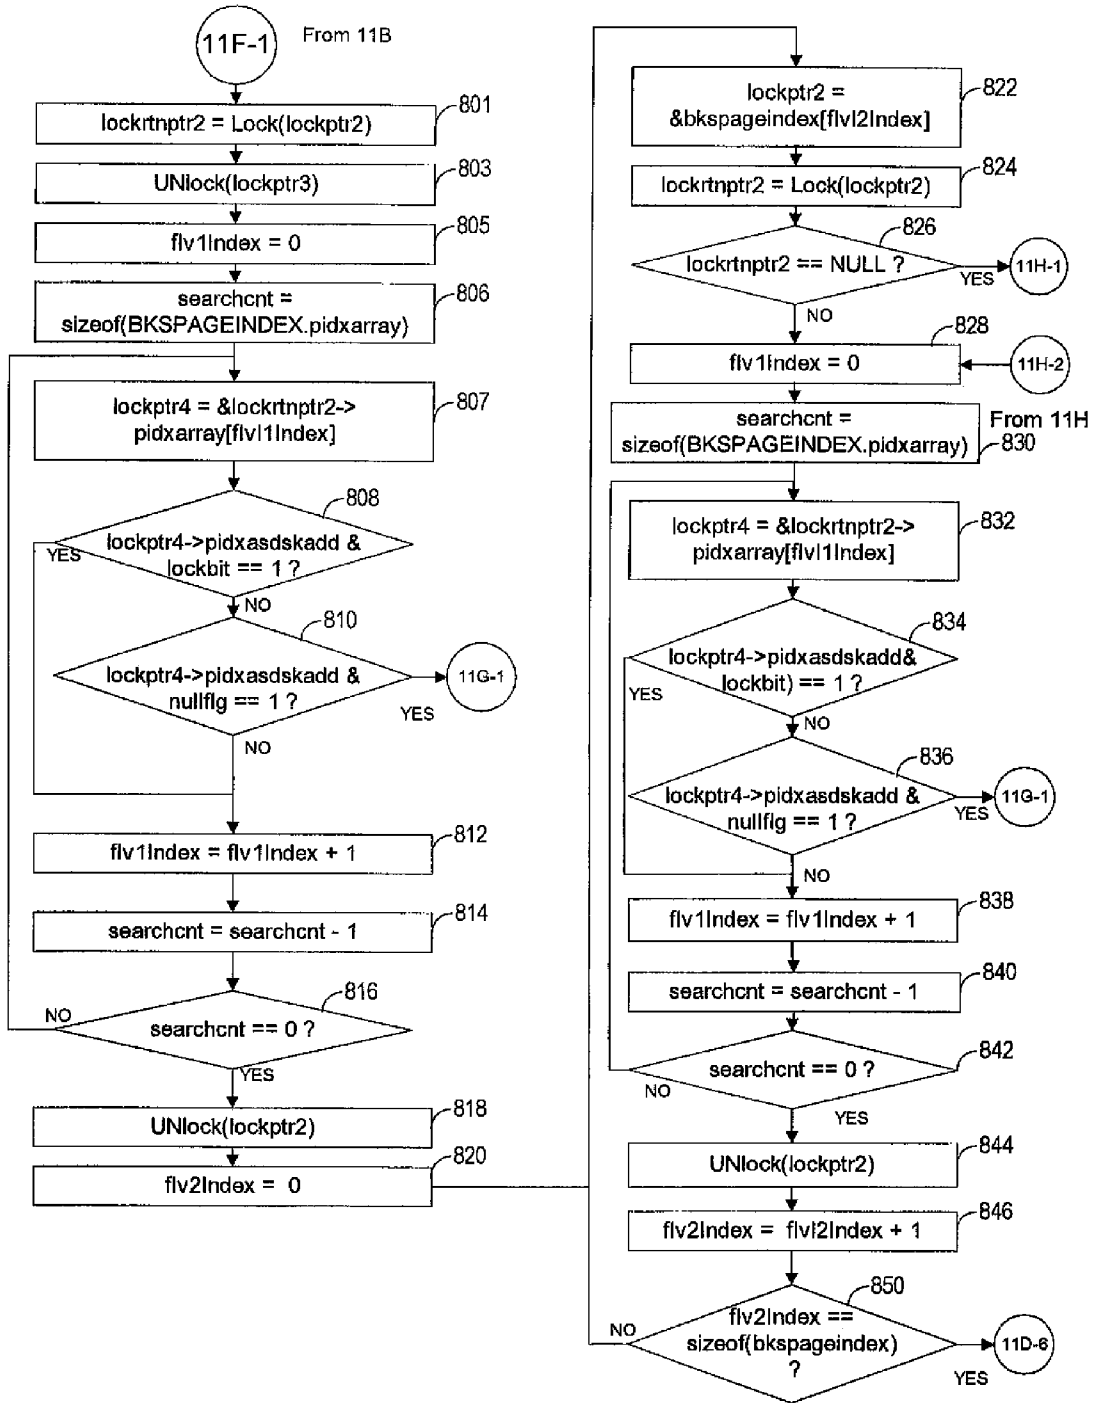 11F-1
From 11B
801
lockrtnptr2 = Lock(lockptr2)
803
UNlock(lockptr3)
805
flv1Index = 0
806
searchcnt =
sizeof(BKSPAGEINDEX.pidxarray)
807
lockptr4 = &lockrtnptr2->
pidxarray[flvl1Index]
808
lockptr4->pidxasdskadd &
lockbit == 1 ?
YES
NO
810
lockptr4->pidxasdskadd &
nullflg == 1 ?
11G-1
YES
NO
812
flv1Index = flv1Index + 1
814
searchcnt = searchcnt - 1
816
searchcnt == 0 ?
NO
YES
818
UNlock(lockptr2)
820
flv2Index = 0
822
lockptr2 =
&bkspageindex[flvl2Index]
824
lockrtnptr2 = Lock(lockptr2)
826
lockrtnptr2 == NULL ?
YES
11H-1
NO
828
flv1Index = 0
11H-2
From 11H
searchcnt =
sizeof(BKSPAGEINDEX.pidxarray)
830
832
lockptr4 = &lockrtnptr2->
pidxarray[flvl1Index]
834
lockptr4->pidxasdskadd&
lockbit) == 1 ?
YES
NO
836
lockptr4->pidxasdskadd &
nullflg == 1 ?
YES
11G-1
NO
838
flv1Index = flv1Index + 1
840
searchcnt = searchcnt - 1
842
searchcnt == 0 ?
NO
YES
844
UNlock(lockptr2)
846
flv2Index = flvl2Index + 1
850
flv2Index ==
sizeof(bkspageindex)
?
NO
YES
11D-6